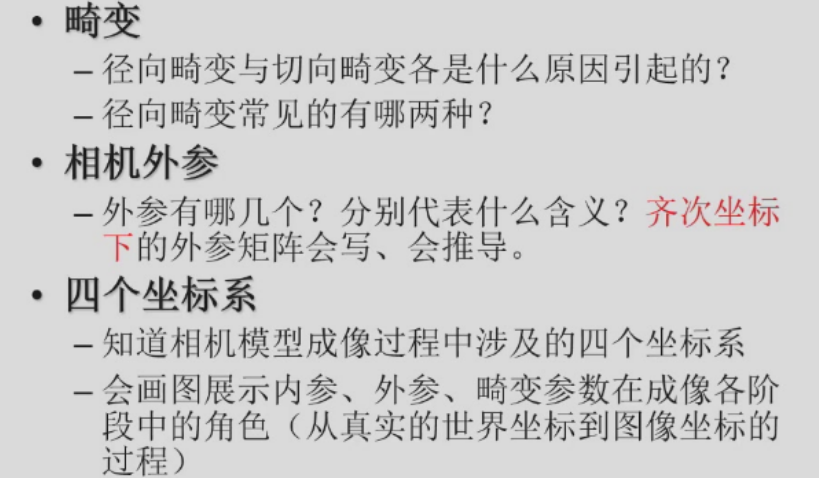 • 畸变
– 径向畸变与切向畸变各是什么原因引起的？
– 径向畸变常见的有哪两种？
• 相机外参
– 外参有哪几个？分别代表什么含义？齐次坐标
下的外参矩阵会写、会推导。
• 四个坐标系
– 知道相机模型成像过程中涉及的四个坐标系
– 会画图展示内参、外参、畸变参数在成像各阶
段中的角色（从真实的世界坐标到图像坐标的
过程）